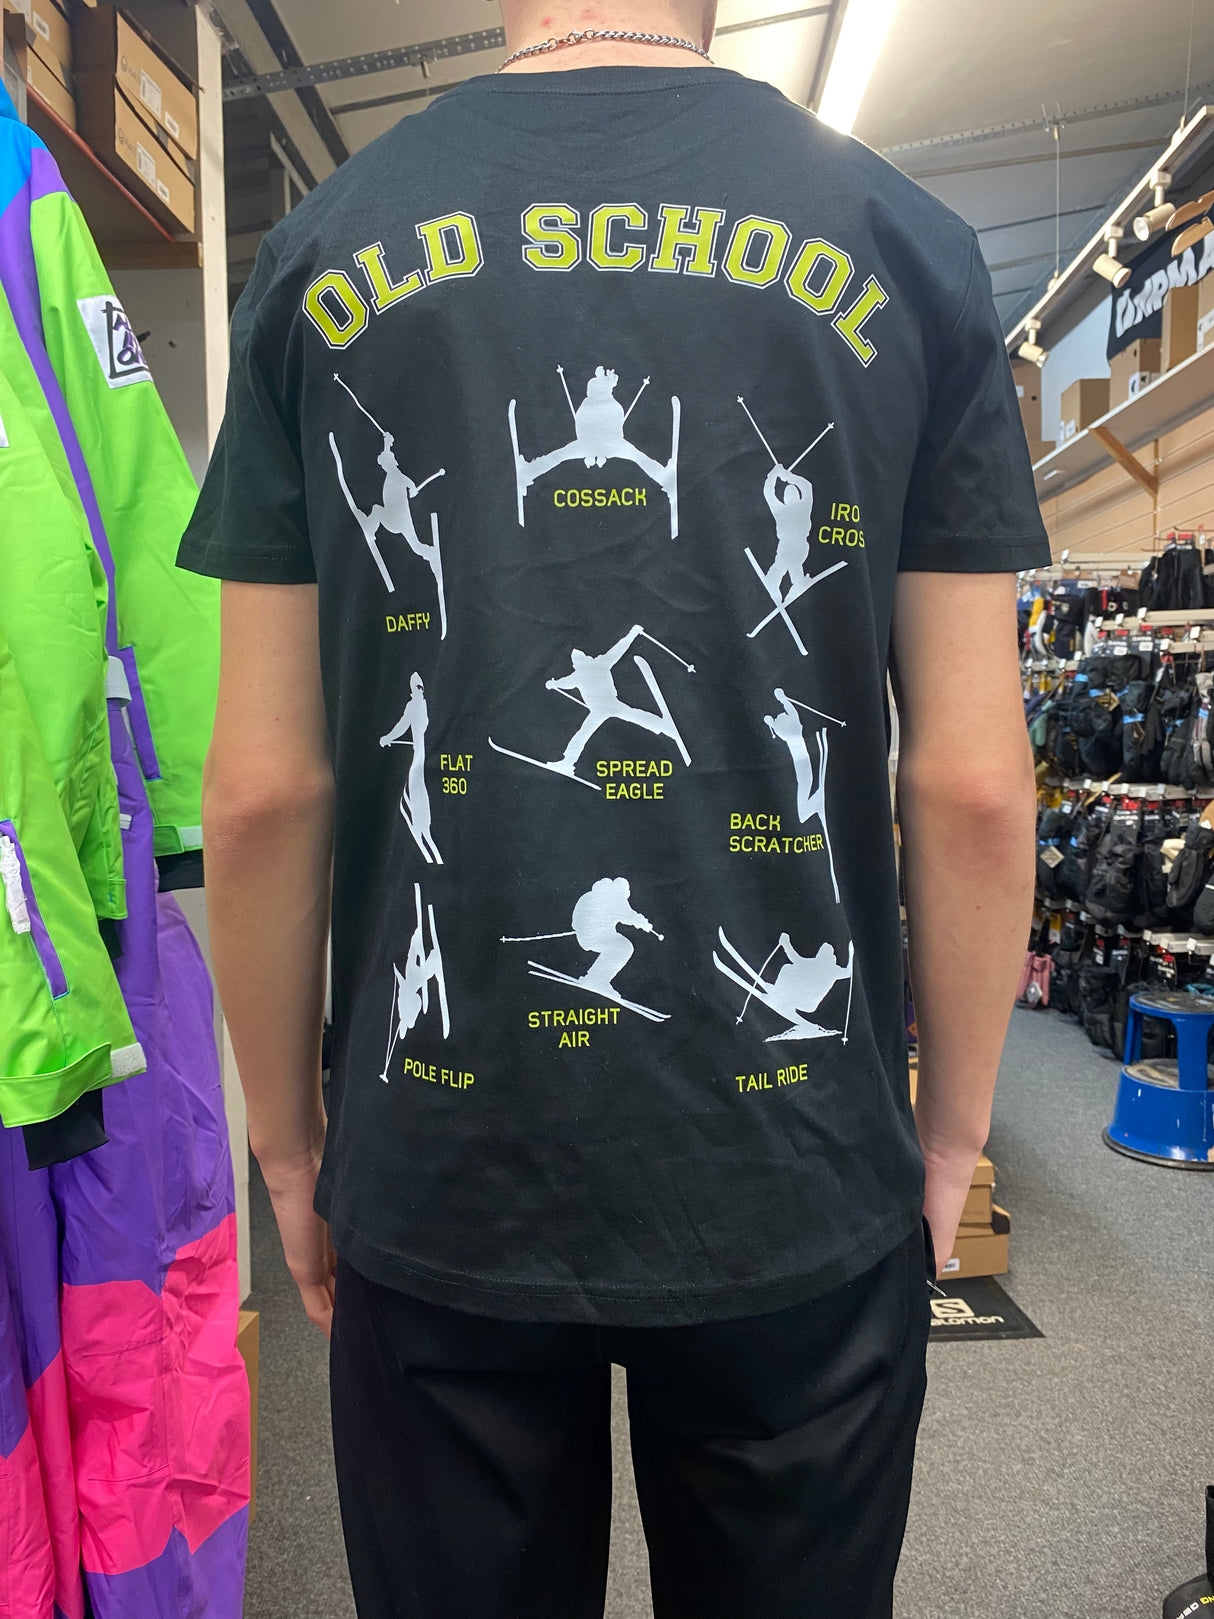 OLD SCHOOL
COSSACK
IRO
CROS
DAFFY
FLAT
360
SPREAD
EAGLE
BACK
SCRATCHER
STRAIGHT
AIR
POLE FLIP
TAIL RIDE
S
salomon